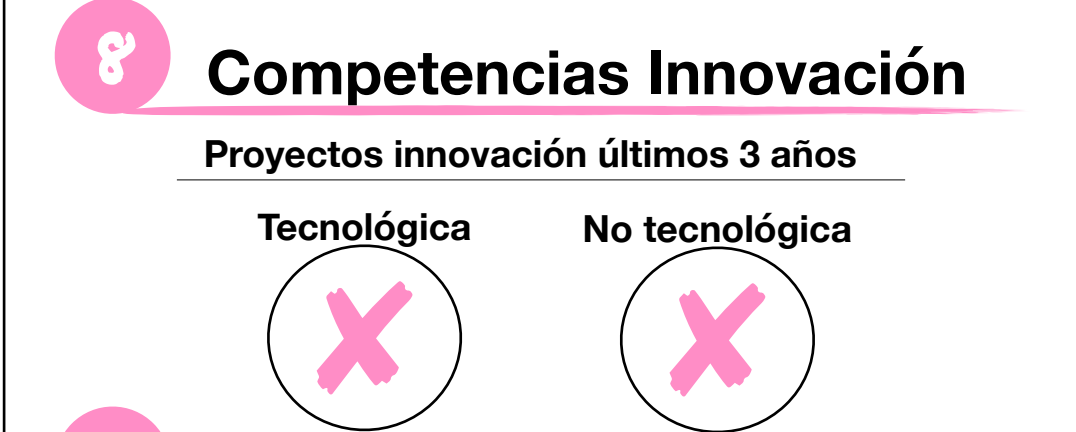 8
Competencias Innovación
Proyectos innovación últimos 3 años
Tecnológica
No tecnológica